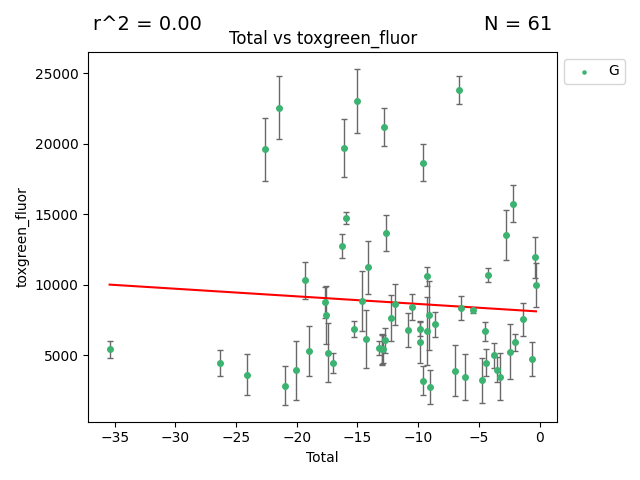 r^2 = 0.00
N = 61
Total vs toxgreen_fluor
G
25000
20000
15000
10000
5000
toxgreen_fluor
−35
−30
−25
−20
−15
−10
−5
0
Total